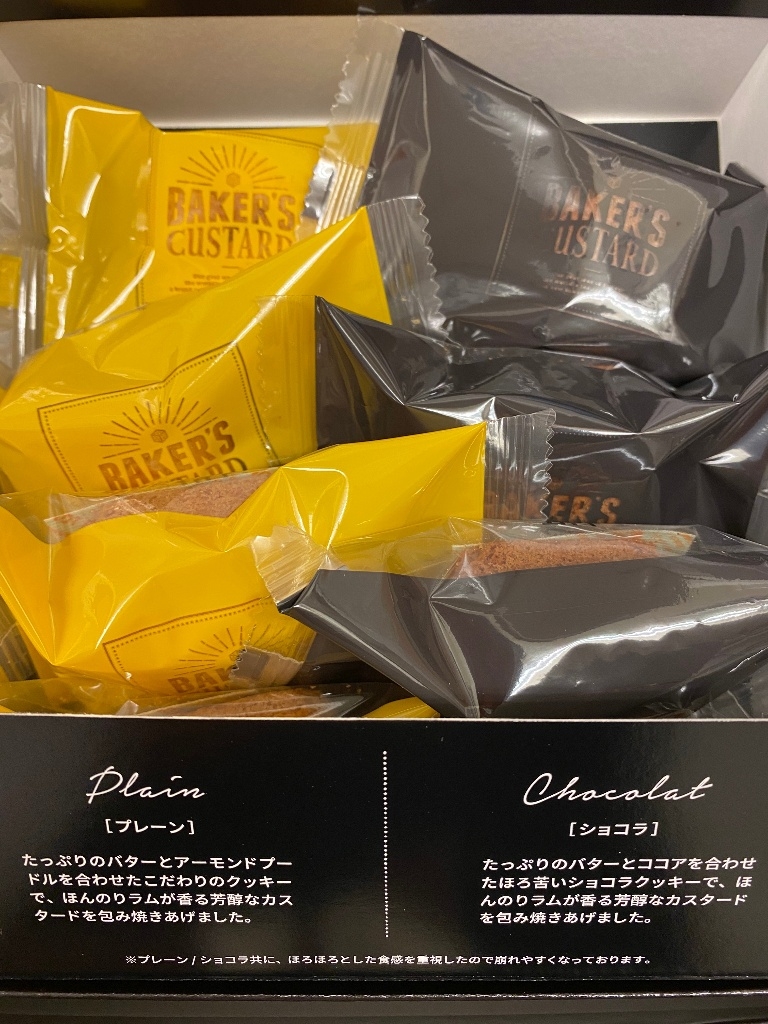 BAKER'S
CUSTARD
BAKER'S
USTARD
BAKER'S
BAKER'S
Plain
[プレーン]
たっぷりのバターとアーモンドプー
ドルを合わせたこだわりのクッキー
で、ほんのりラムが香る芳醇なカス
タードを包み焼きあげました。
Chocolat
[ショコラ]
たっぷりのバターとココアを合わせ
たほろ苦いショコラクッキーで、ほ
んのりラムが香る芳醇なカスタード
を包み焼きあげました。
※プレーン/ショコラ共に、ほろほろとした食感を重視したので崩れやすくなっております。